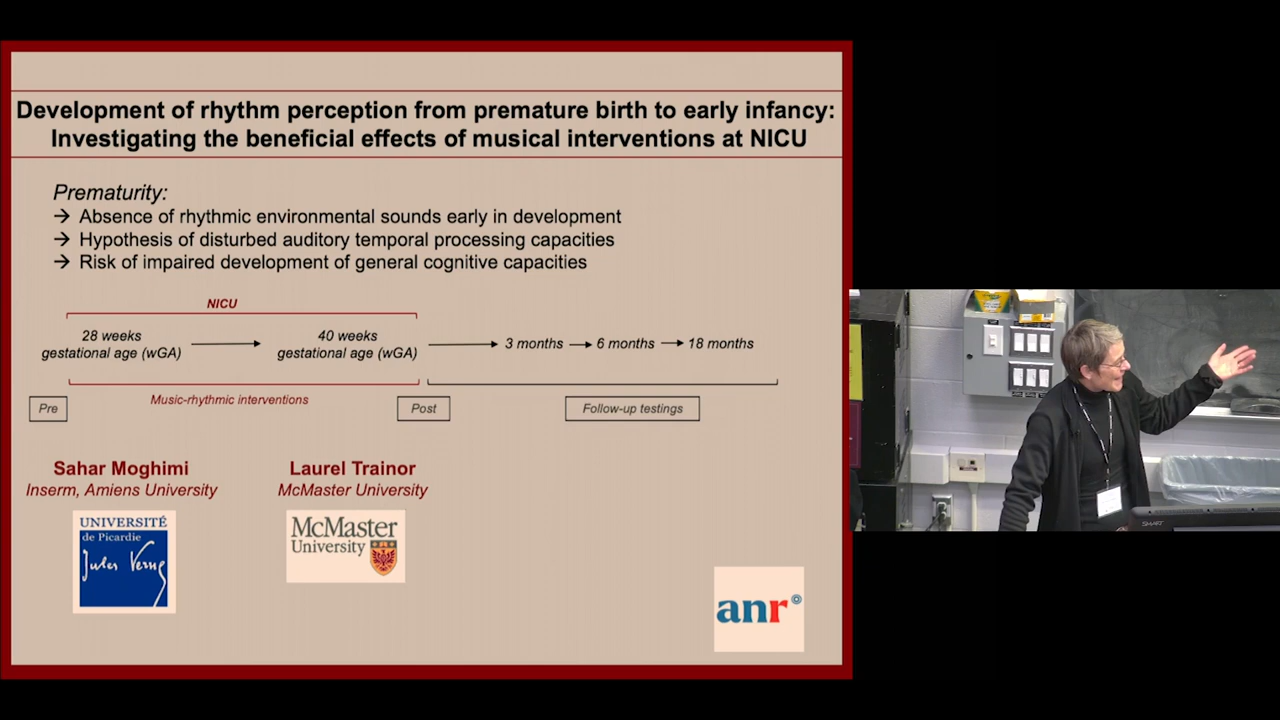 Development of rhythm perception from premature birth to early infancy:
Investigating the beneficial effects of musical interventions at NICU
Prematurity:
→ Absence of rhythmic environmental sounds early in development
→ Hypothesis of disturbed auditory temporal processing capacities
→ Risk of impaired development of general cognitive capacities
NICU
28 weeks
gestational age (wGA)
40 weeks
gestational age (wGA)
3 months
6 months
18 months
Pre
Music-rhythmic interventions
Post
Follow-up testings
Sahar Moghimi
Inserm, Amiens University
Laurel Trainor
McMaster University
UNIVERSITÉ
de Picardie
Jules Verne
McMaster
University
anr
SMART